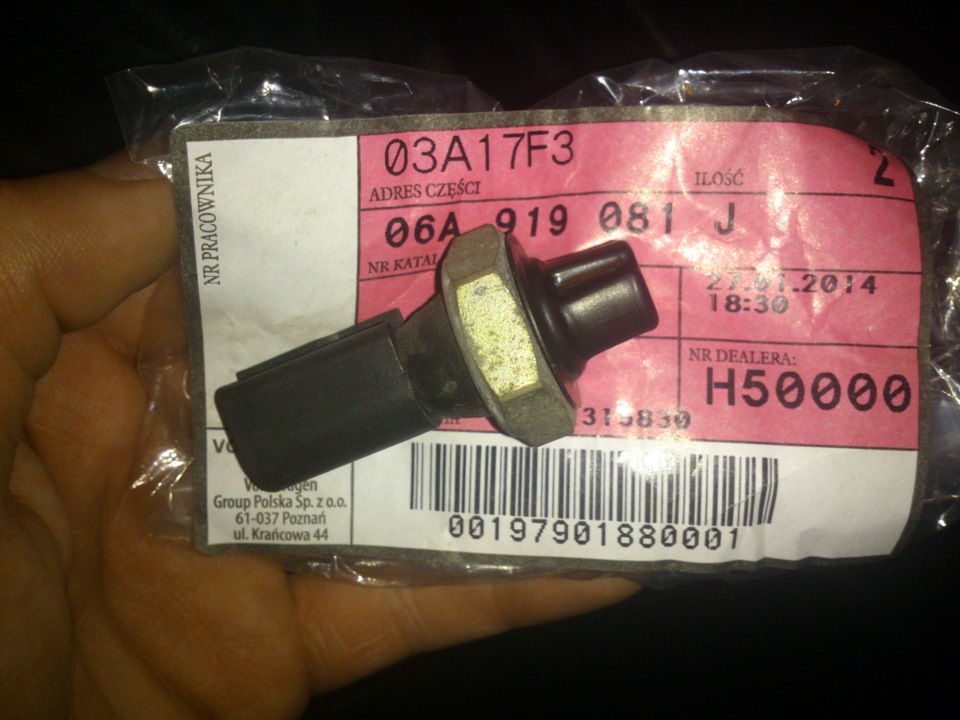 NR PRACOWNIKA
03A17F3
ADRES CZĘŚCI
ILOŚĆ
2
06A 919 081 J
NR KATAL
27.01.2014
18:30
NR DEALERA:
H50000
Volkswagen
Group Polska Sp. z o.o.
61-037 Poznań
ul. Krańcowa 44
00197901880001